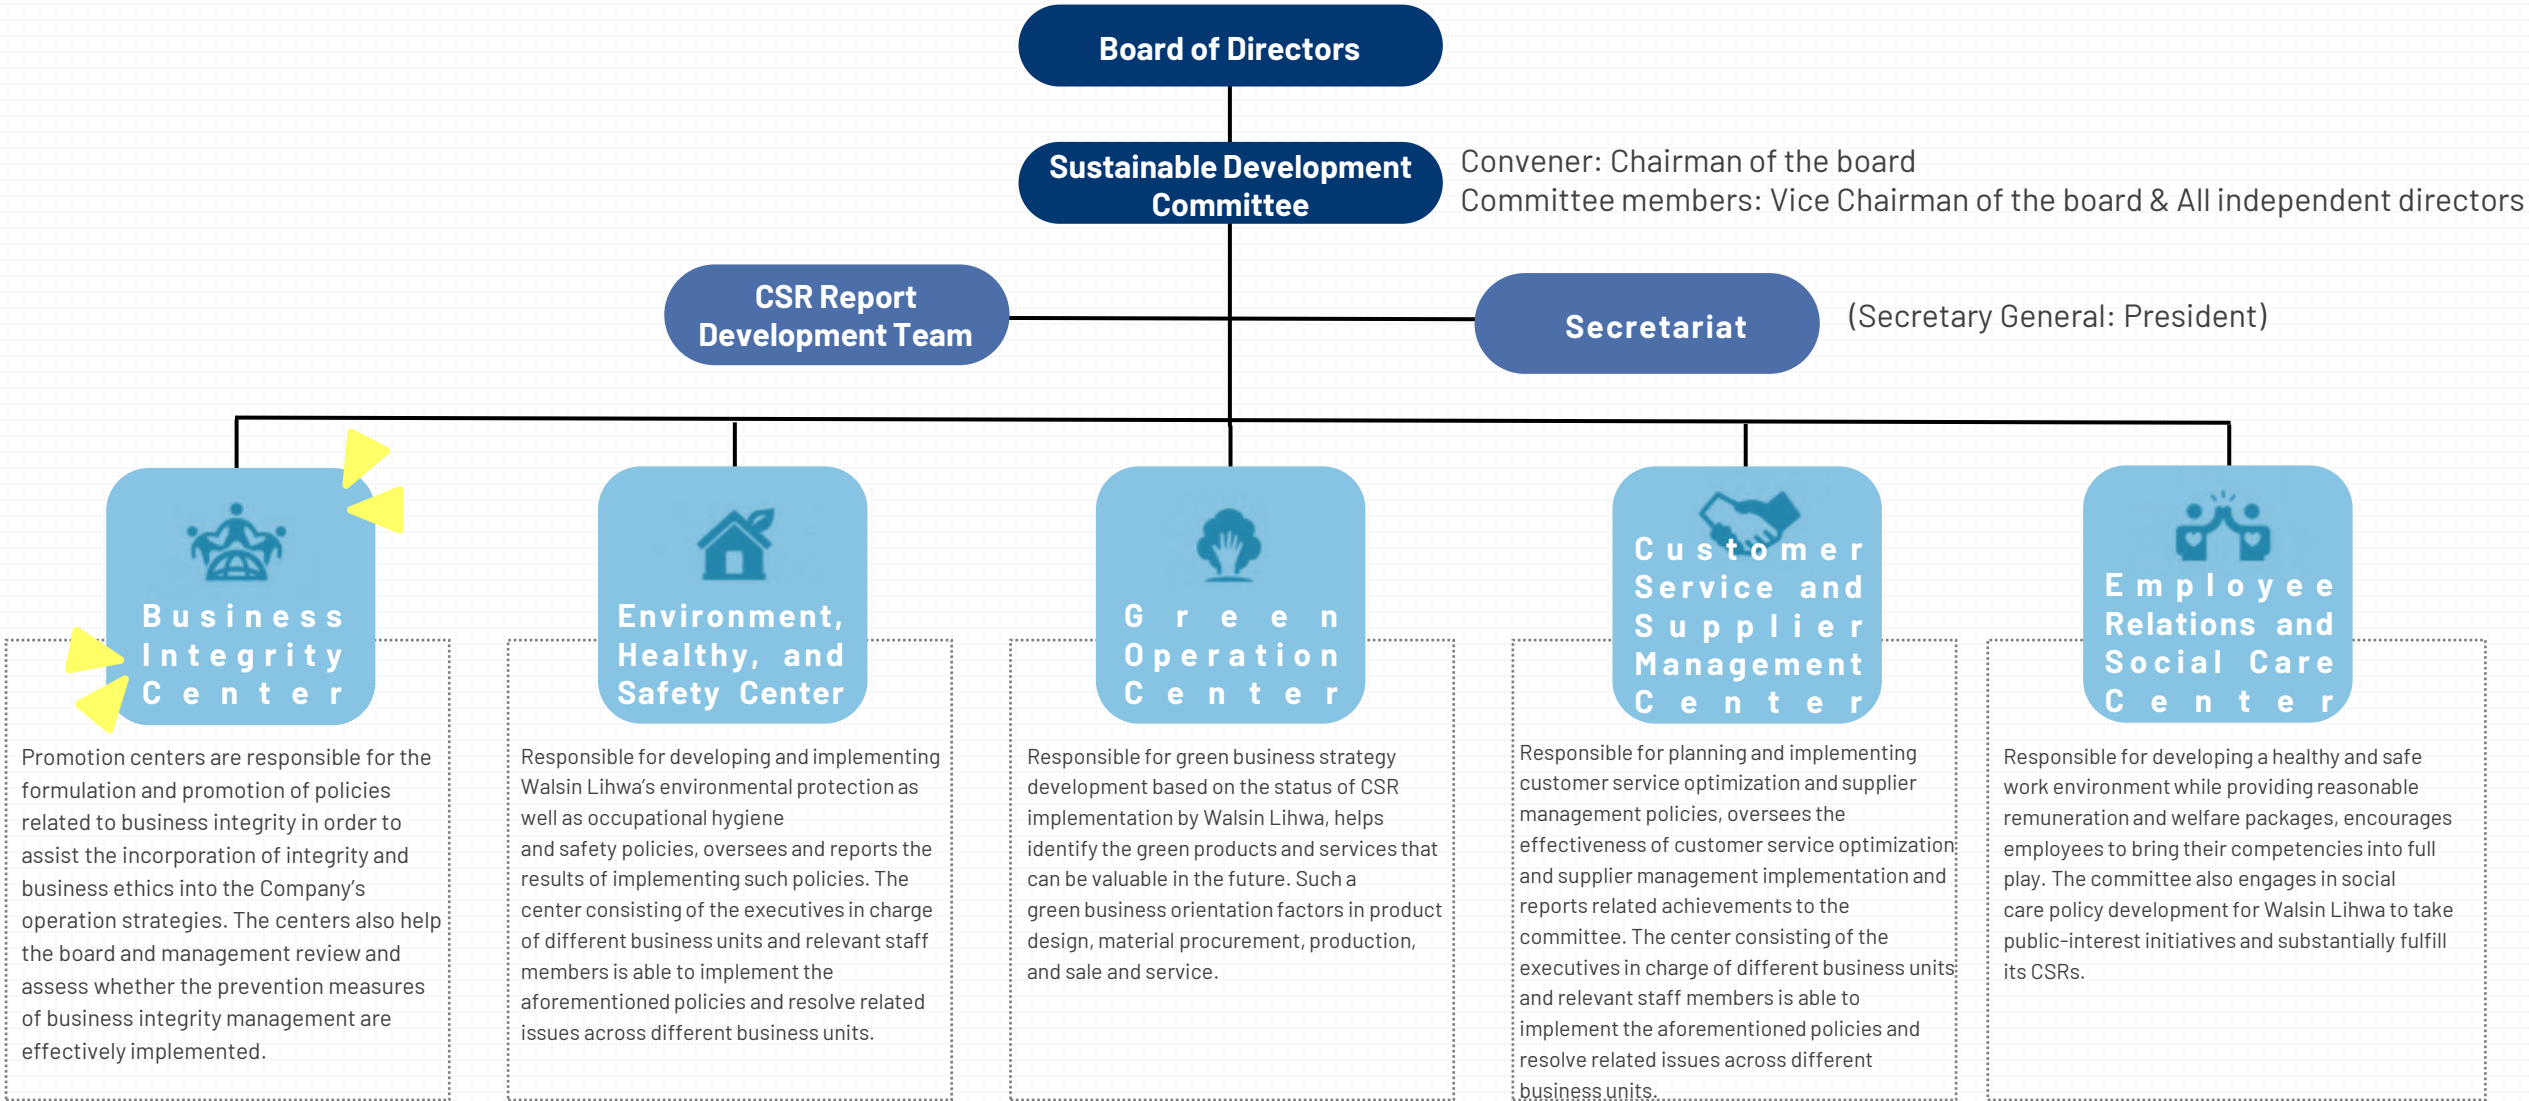 Board of Directors
Sustainable Development
Committee
Convener: Chairman of the board
Committee members: Vice Chairman of the board & All independent directors
CSR Report
Development Team
Secretariat
(Secretary General: President)
Business
Integrity
Center
Promotion centers are responsible for the
formulation and promotion of policies
related to business integrity in order to
assist the incorporation of integrity and
business ethics into the Company's
operation strategies. The centers also help
the board and management review and
assess whether the prevention measures
of business integrity management are
effectively implemented.
Environment,
Healthy, and
Safety Center
Responsible for developing and implementing
Walsin Lihwa's environmental protection as
well as occupational hygiene
and safety policies, oversees and reports the
results of implementing such policies. The
center consisting of the executives in charge
of different business units and relevant staff
members is able to implement the
aforementioned policies and resolve related
issues across different business units.
Green
Operation
Center
Responsible for green business strategy
development based on the status of CSR
implementation by Walsin Lihwa, helps
identify the green products and services that
can be valuable in the future. Such a
green business orientation factors in product
design, material procurement, production,
and sale and service.
Customer
Service and
Supplier
Management
Center
Responsible for planning and implementing
customer service optimization and supplier
management policies, oversees the
effectiveness of customer service optimization
and supplier management implementation and
reports related achievements to the
committee. The center consisting of the
executives in charge of different business units
and relevant staff members is able to
implement the aforementioned policies and
resolve related issues across different
business units.
Employee
Relations and
Social Care
Center
Responsible for developing a healthy and safe
work environment while providing reasonable
remuneration and welfare packages, encourages
employees to bring their competencies into full
play. The committee also engages in social
care policy development for Walsin Lihwa to take
public-interest initiatives and substantially fulfill
its CSRs.